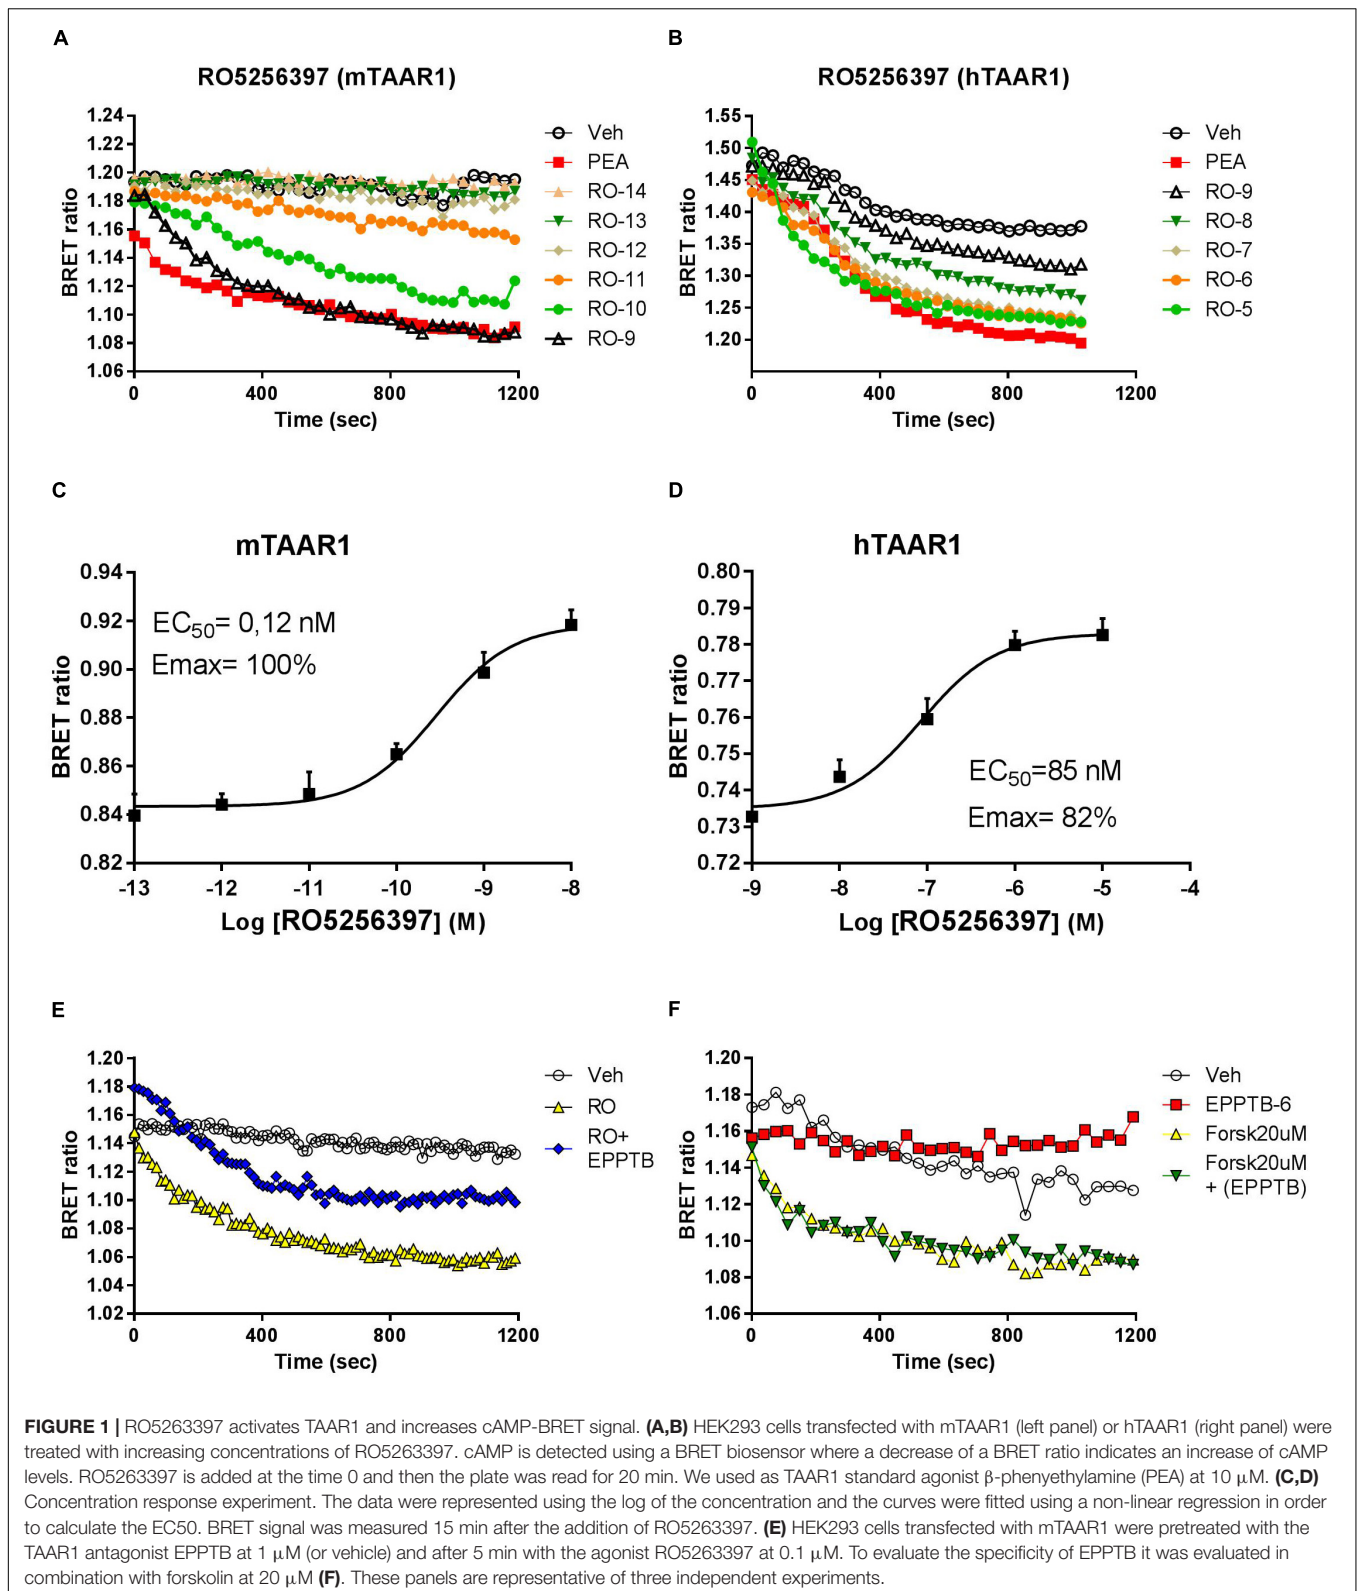 A
RO5256397 (mTAAR1)
BRET ratio
1.24
1.22
1.20
1.18
1.16
1.14
1.12
1.10
1.08
1.06
0
400
800
1200
Time (sec)
Veh
PEA
RO-14
RO-13
RO-12
RO-11
RO-10
RO-9
B
RO5256397 (hTAAR1)
BRET ratio
1.55
1.50
1.45
1.40
1.35
1.30
1.25
1.20
0
400
800
1200
Time (sec)
Veh
PEA
RO-9
RO-8
RO-7
RO-6
RO-5
C
mTAAR1
BRET ratio
0.94
0.92
0.90
0.88
0.86
0.84
0.82
EC50= 0,12 nM
Emax= 100%
-13
-12
-11
-10
-9
-8
Log [RO5256397] (M)
D
hTAAR1
BRET ratio
0.80
0.79
0.78
0.77
0.76
0.75
0.74
0.73
0.72
EC50=85 nM
Emax= 82%
-9
-8
-7
-6
-5
-4
Log [RO5256397] (M)
E
BRET ratio
1.20
1.18
1.16
1.14
1.12
1.10
1.08
1.06
1.04
1.02
0
400
800
1200
Time (sec)
Veh
RO
RO+
EPPTB
F
BRET ratio
1.20
1.18
1.16
1.14
1.12
1.10
1.08
1.06
0
400
800
1200
Time (sec)
Veh
EPPTB-6
Forsk20uM
Forsk20uM
+ (EPPTB)
FIGURE 1 | RO5263397 activates TAAR1 and increases cAMP-BRET signal. (A,B) HEK293 cells transfected with mTAAR1 (left panel) or hTAAR1 (right panel) were
treated with increasing concentrations of RO5263397. cAMP is detected using a BRET biosensor where a decrease of a BRET ratio indicates an increase of cAMP
levels. RO5263397 is added at the time 0 and then the plate was read for 20 min. We used as TAAR1 standard agonist β-phenyethylamine (PEA) at 10 μM. (C,D)
Concentration response experiment. The data were represented using the log of the concentration and the curves were fitted using a non-linear regression in order
to calculate the EC50. BRET signal was measured 15 min after the addition of RO5263397. (E) HEK293 cells transfected with mTAAR1 were pretreated with the
TAAR1 antagonist EPPTB at 1 μM (or vehicle) and after 5 min with the agonist RO5263397 at 0.1 μM. To evaluate the specificity of EPPTB it was evaluated in
combination with forskolin at 20 μM (F). These panels are representative of three independent experiments.